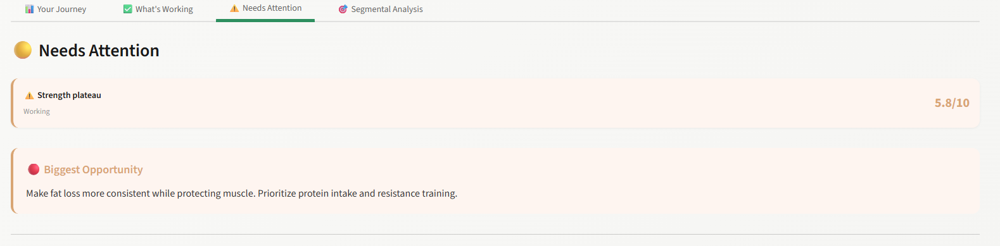 Your Journey
What's Working
Needs Attention
Segmental Analysis
Needs Attention
Strength plateau
Working
5.8/10
Biggest Opportunity
Make fat loss more consistent while protecting muscle. Prioritize protein intake and resistance training.